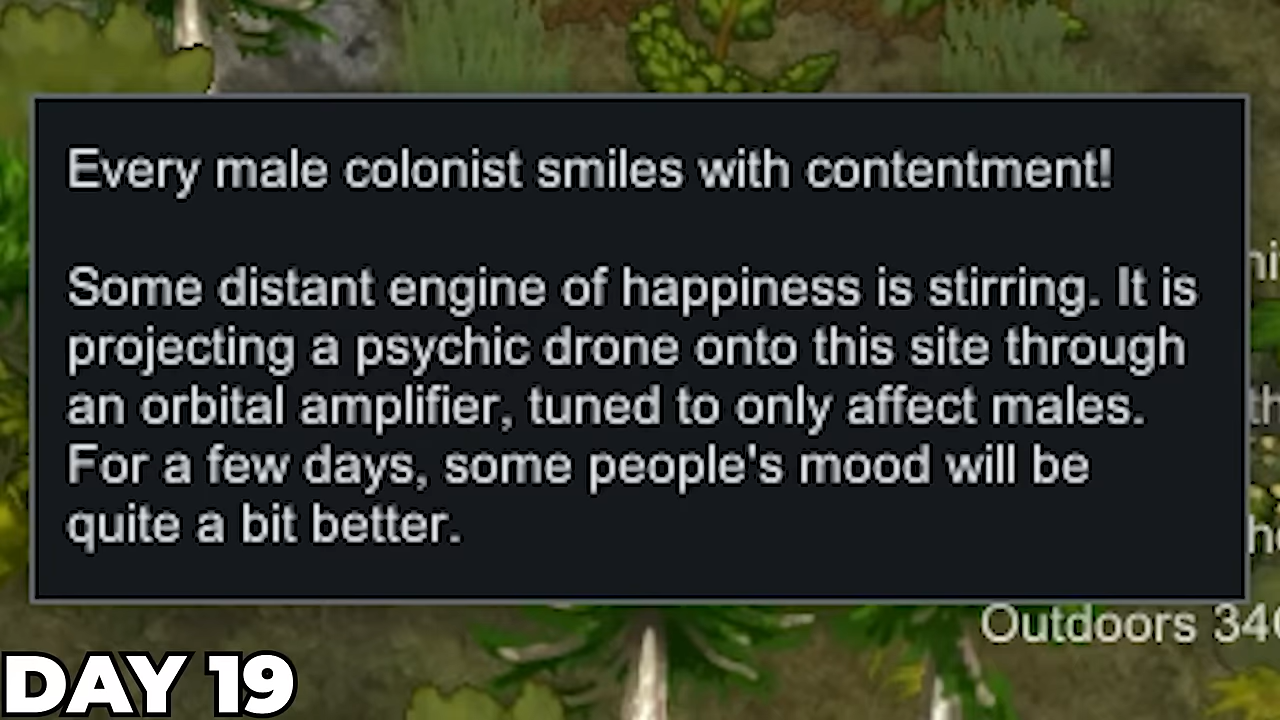 Every male colonist smiles with contentment!
Some distant engine of happiness is stirring. It is
projecting a psychic drone onto this site through
an orbital amplifier, tuned to only affect males.
For a few days, some people's mood will be
quite a bit better.
Outdoors 340
DAY 19